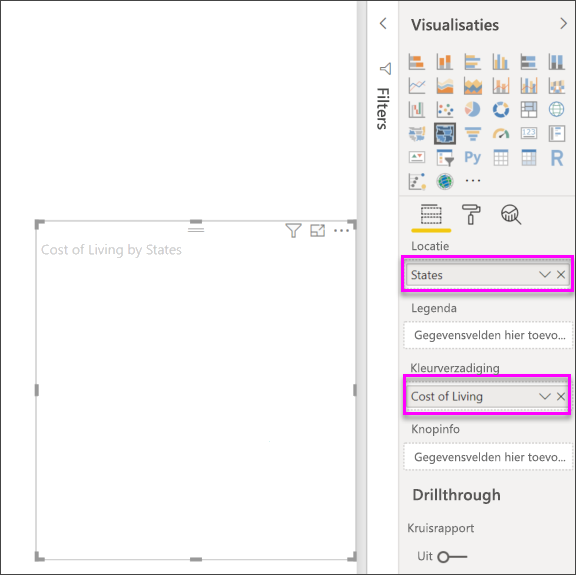 Visualisaties
Filters
123
Py
R
Cost of Living by States
Locatie
States
Legenda
Gegevensvelden hier toevo...
Kleurverzadiging
Cost of Living
Knopinfo
Gegevensvelden hier toevo...
Drillthrough
Kruisrapport
Uit